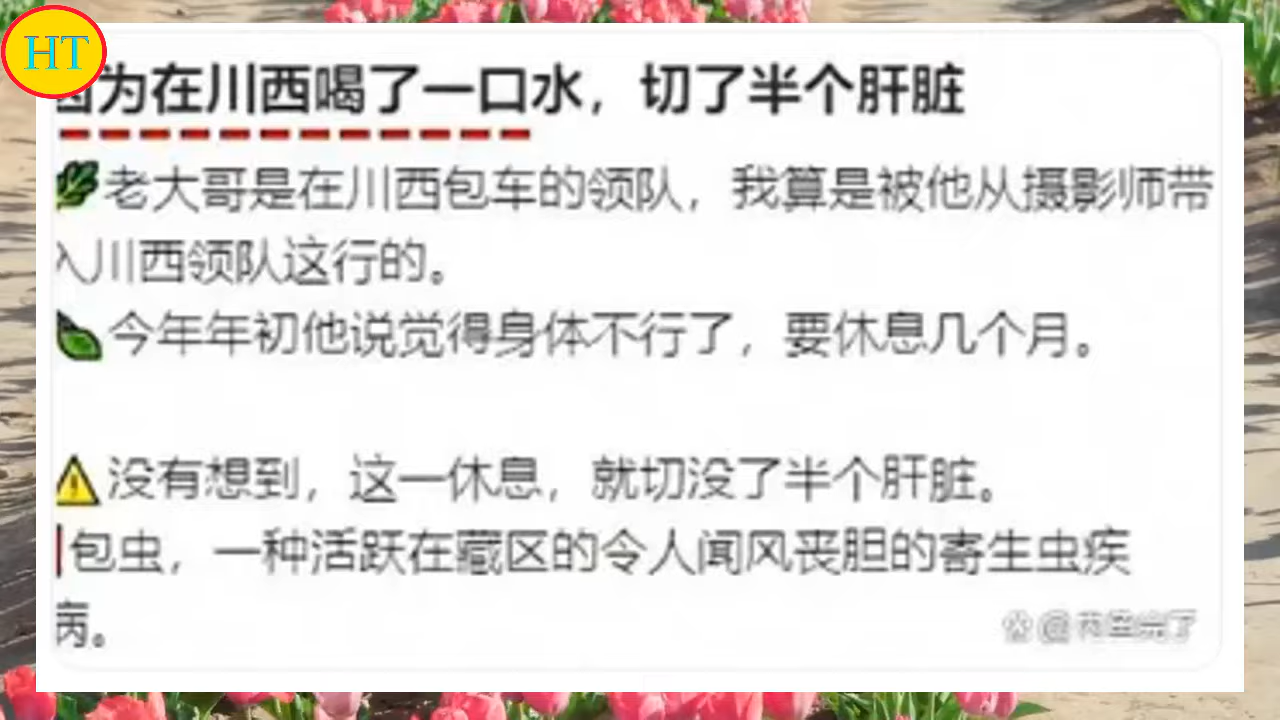 HT
因为在川西喝了一口水，切了半个肝脏
老大哥是在川西包车的领队，我算是被他从摄影师带
入川西领队这行的。
今年年初他说觉得身体不行了，要休息几个月。
没有想到，这一休息，就切没了半个肝脏。
包虫，一种活跃在藏区的令人闻风丧胆的寄生虫疾
病。